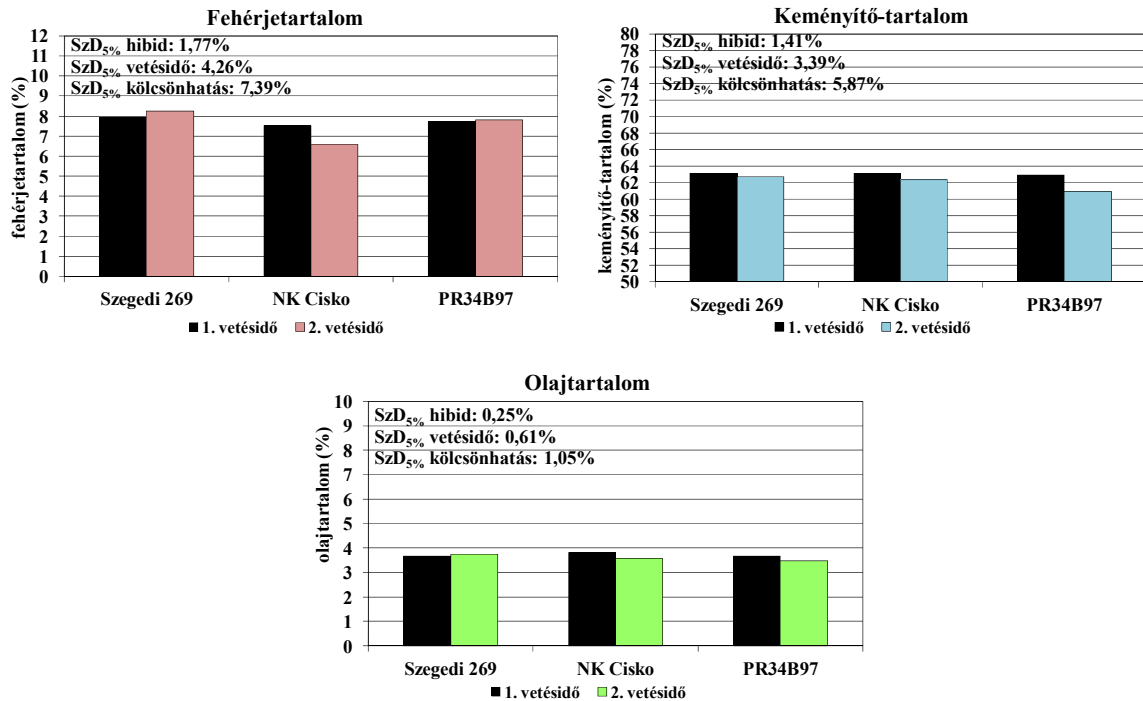 Fehérjetartalom
SzD5% hibid: 1,77%
SzD5% vetésidő: 4,26%
SzD5% kölcsönhatás: 7,39%
fehérjetartalom (%)
12
11
10
9
8
7
6
5
4
3
2
1
0
Szegedi 269 NK Cisko PR34B97
1. vetésidő 2. vetésidő
Keményítő-tartalom
SzD5% hibid: 1,41%
SzD5% vetésidő: 3,39%
SzD5% kölcsönhatás: 5,87%
keményítő-tartalom (%)
80
78
76
74
72
70
68
66
64
62
60
58
56
54
52
50
Szegedi 269 NK Cisko PR34B97
1. vetésidő 2. vetésidő
Olajtartalom
SzD5% hibid: 0,25%
SzD5% vetésidő: 0,61%
SzD5% kölcsönhatás: 1,05%
olajtartalom (%)
10
9
8
7
6
5
4
3
2
1
0
Szegedi 269 NK Cisko PR34B97
1. vetésidő 2. vetésidő